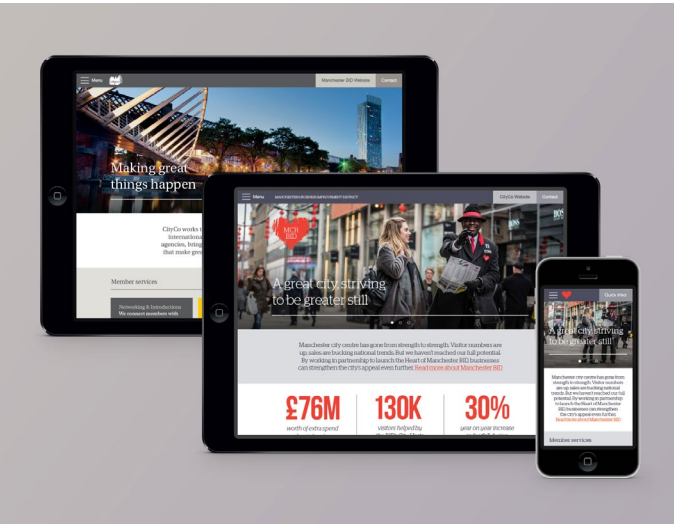 Menu
Manchester BID Website
Contact
Making great
things happen
CityCo works t
Internationa
agencies, bring
that make grea
Member services
Networking & Introductions
We connect members with
Menu
MANCHESTER BUSINESS IMPROVEMENT DISTRICT
CityCo Website
Contact
MCR
BID
BOSS
A great city, striving
to be greater still
Manchester city centre has gone from strength to strength. Visitor numbers are
up, sales are bucking national trends. But we haven't reached our full potential.
By working in partnership to launch the Heart of Manchester BID, businesses
can strengthen the city's appeal even further. Read more about Manchester BID
£76M
130K
30%
worth of extra spend
visitors helped by
year on year increase
Quick links
A great city, striving
to be greater still
Manchester city centre has gone from
strength to strength. Visitor numbers
are up, sales are bucking national
trends. But we haven't reached our full
potential. By working in partnership
to launch the Heart of Manchester
BID, businesses can strengthen
the city's appeal even further.
Read more about Manchester BID
Member services